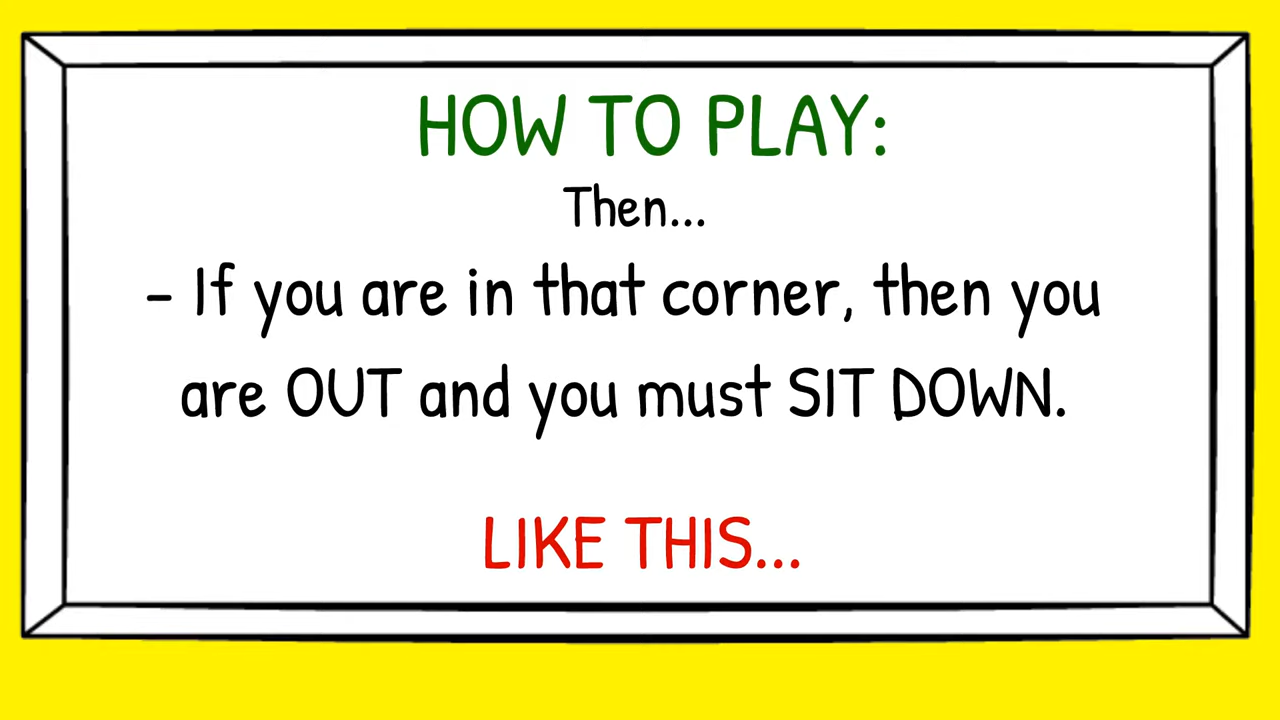 HOW TO PLAY:
Then...
- If you are in that corner, then you
are OUT and you must SIT DOWN.
LIKE THIS...